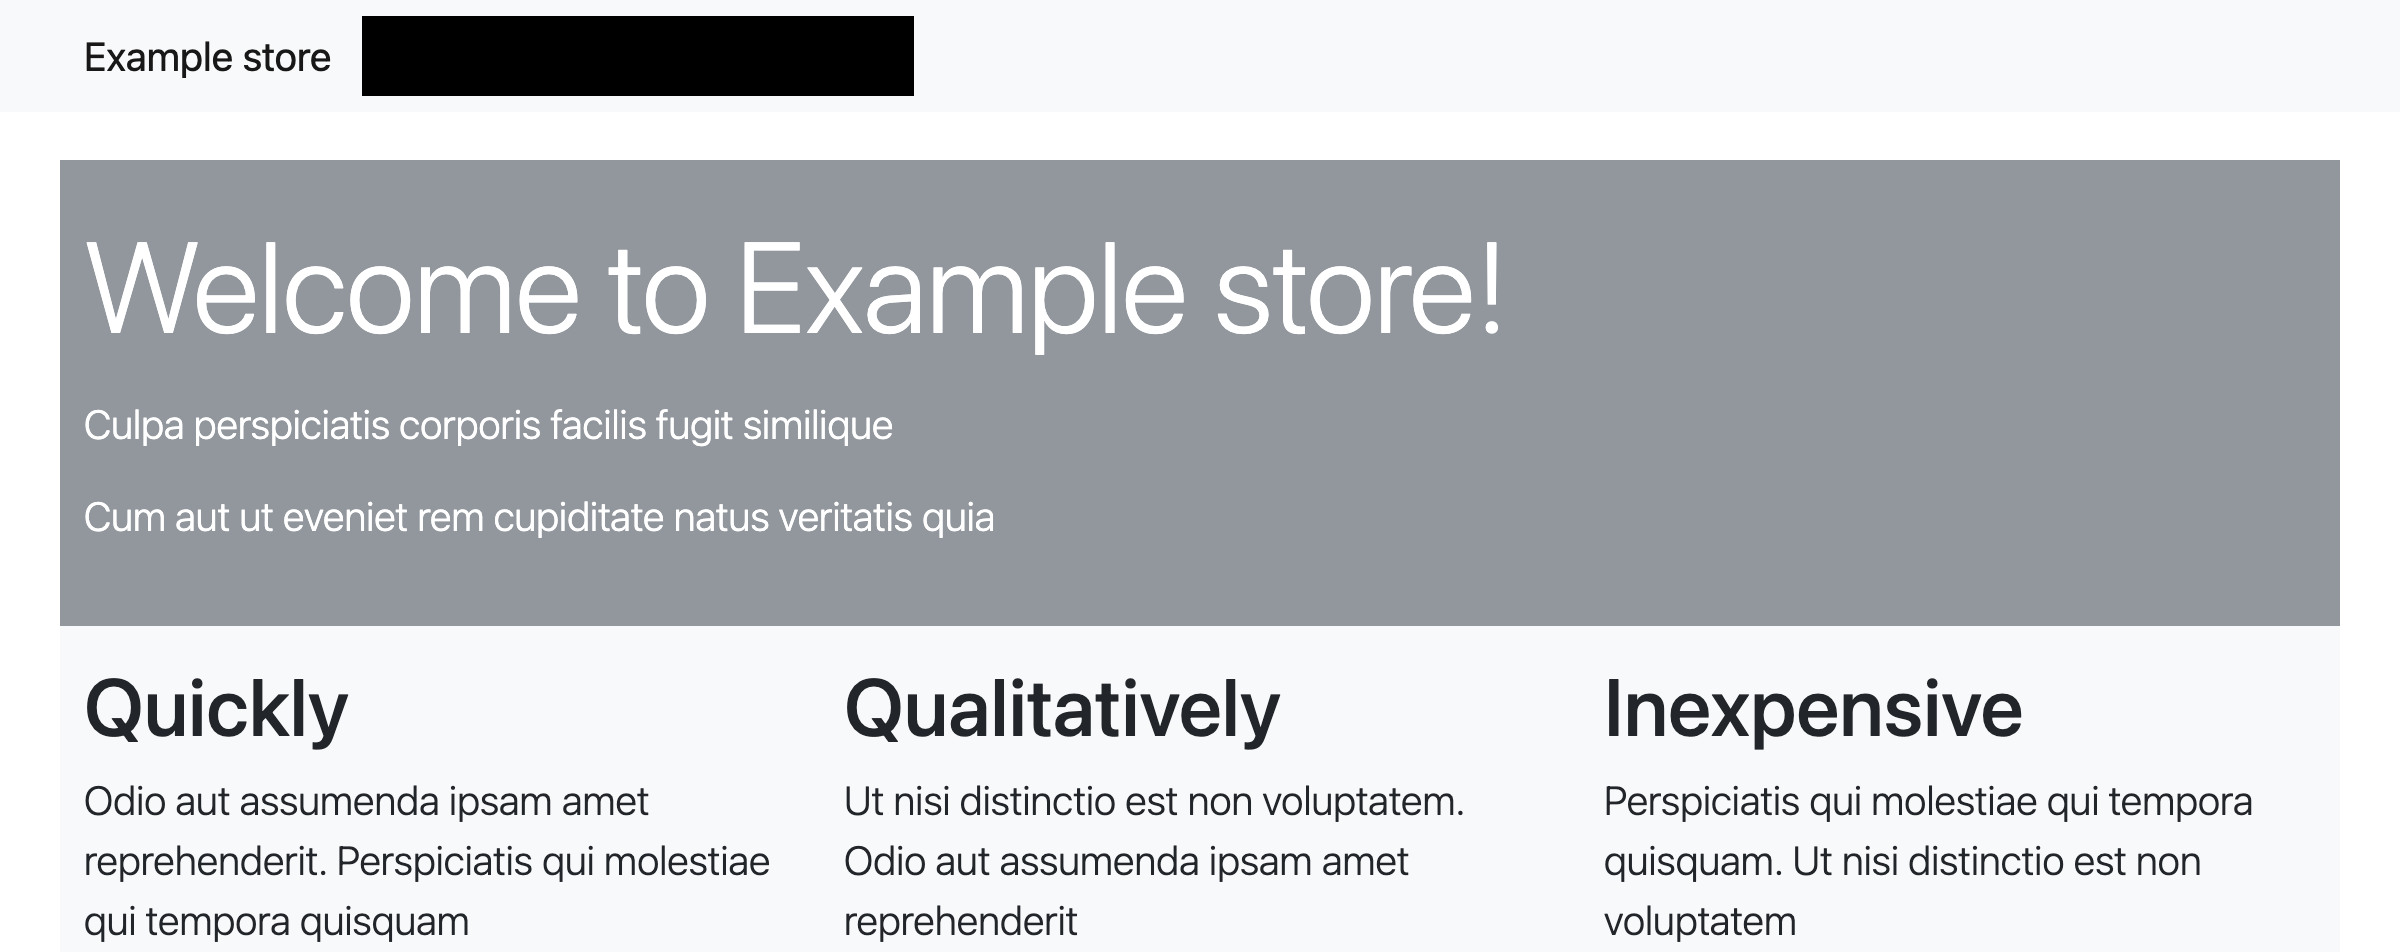 Example store
Welcome to Example store!
Culpa perspiciatis corporis facilis fugit similique
Cum aut ut eveniet rem cupiditate natus veritatis quia
Quickly
Odio aut assumenda ipsam amet
reprehenderit. Perspiciatis qui molestiae
qui tempora quisquam
Qualitatively
Ut nisi distinctio est non voluptatem.
Odio aut assumenda ipsam amet
reprehenderit
Inexpensive
Perspiciatis qui molestiae qui tempora
quisquam. Ut nisi distinctio est non
voluptatem